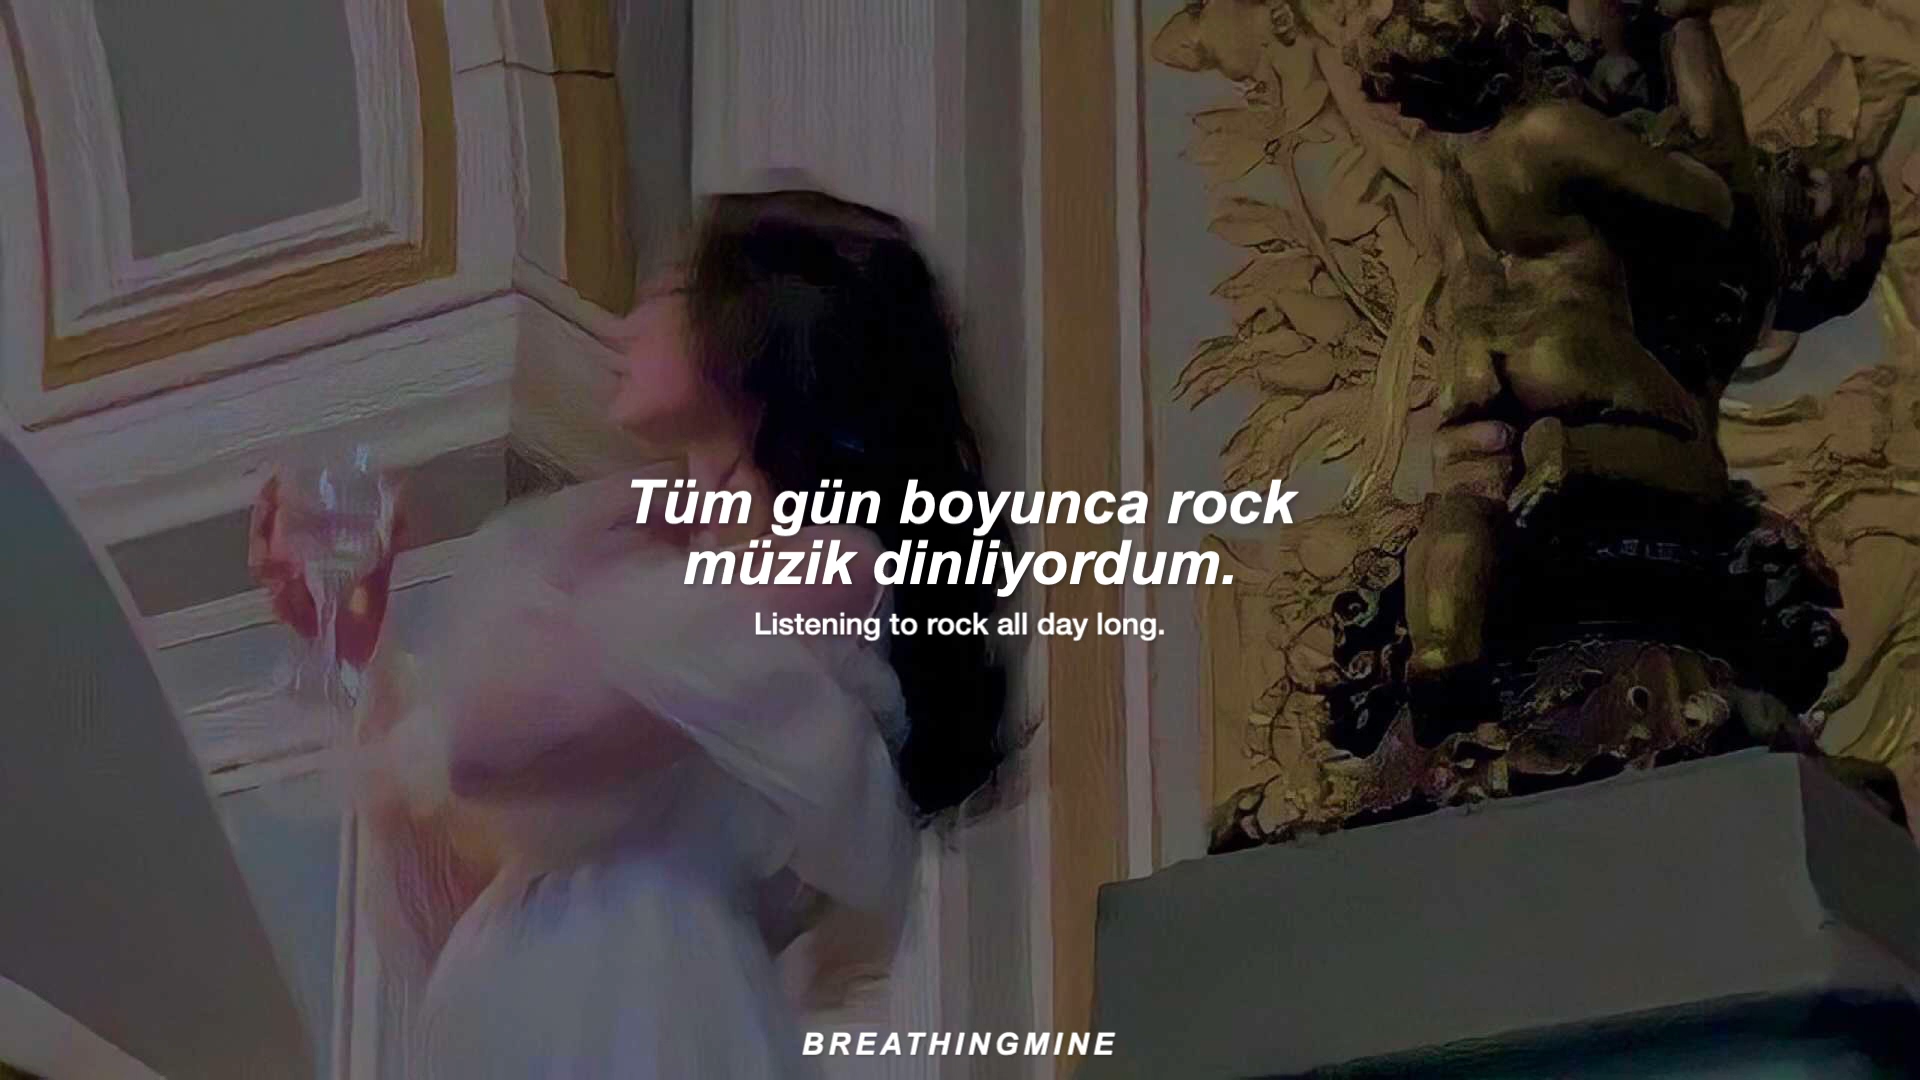 Tüm gün boyunca rock
müzik dinliyordum.
Listening to rock all day long.
BREATHINGMINE